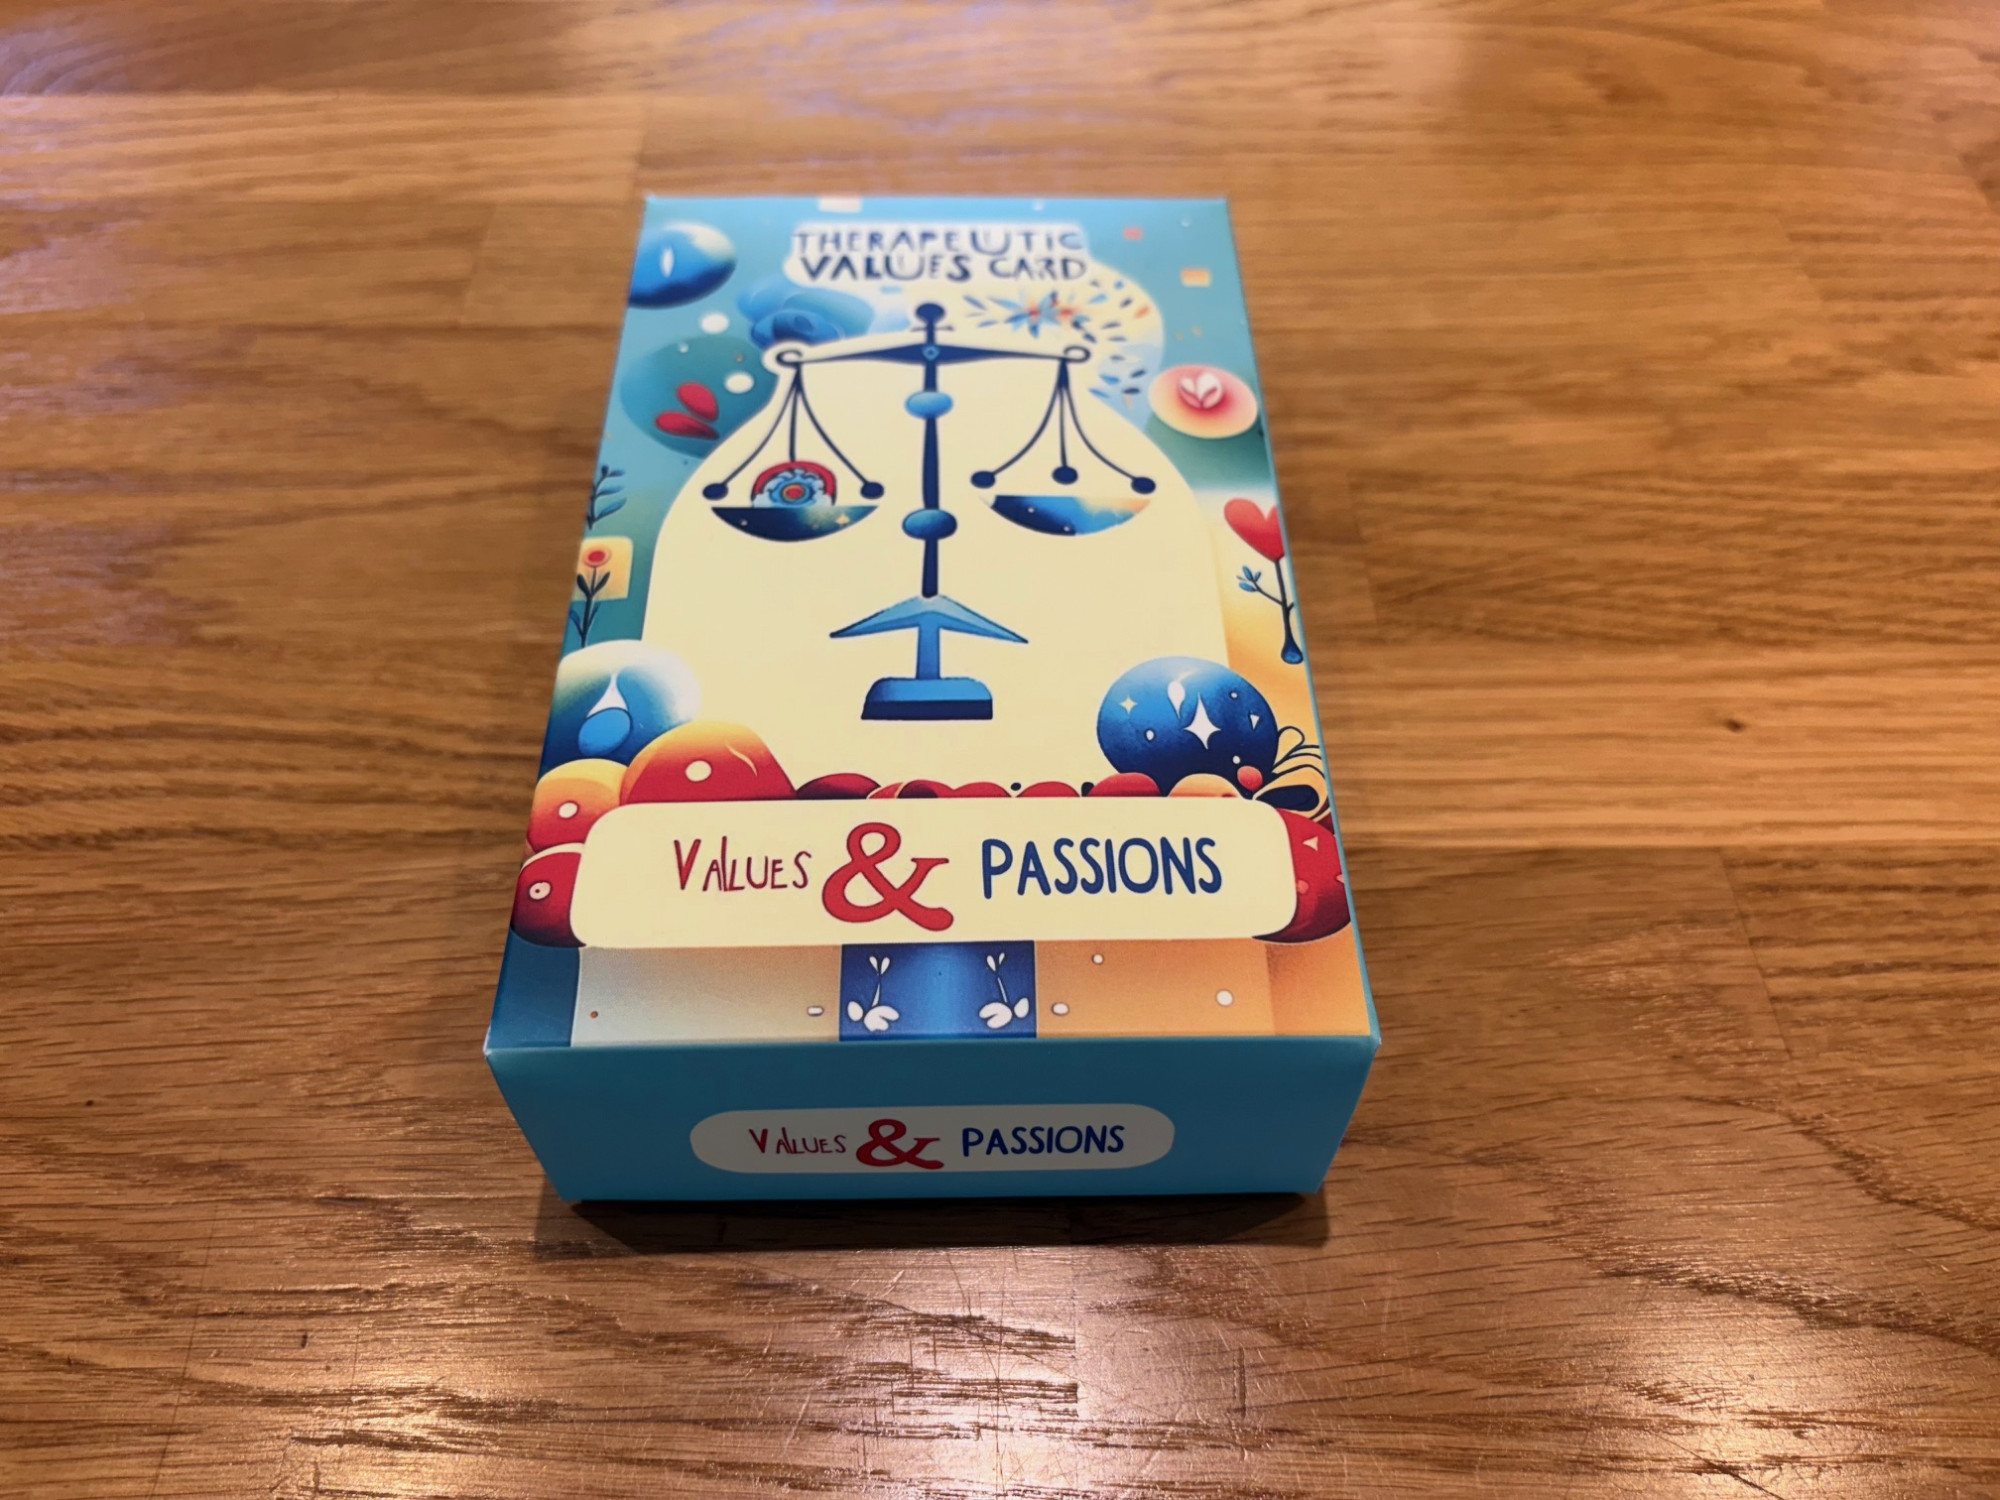 THERAPEUTIC
VALUES CARD
VALUES & PASSIONS
VALUES & PASSIONS